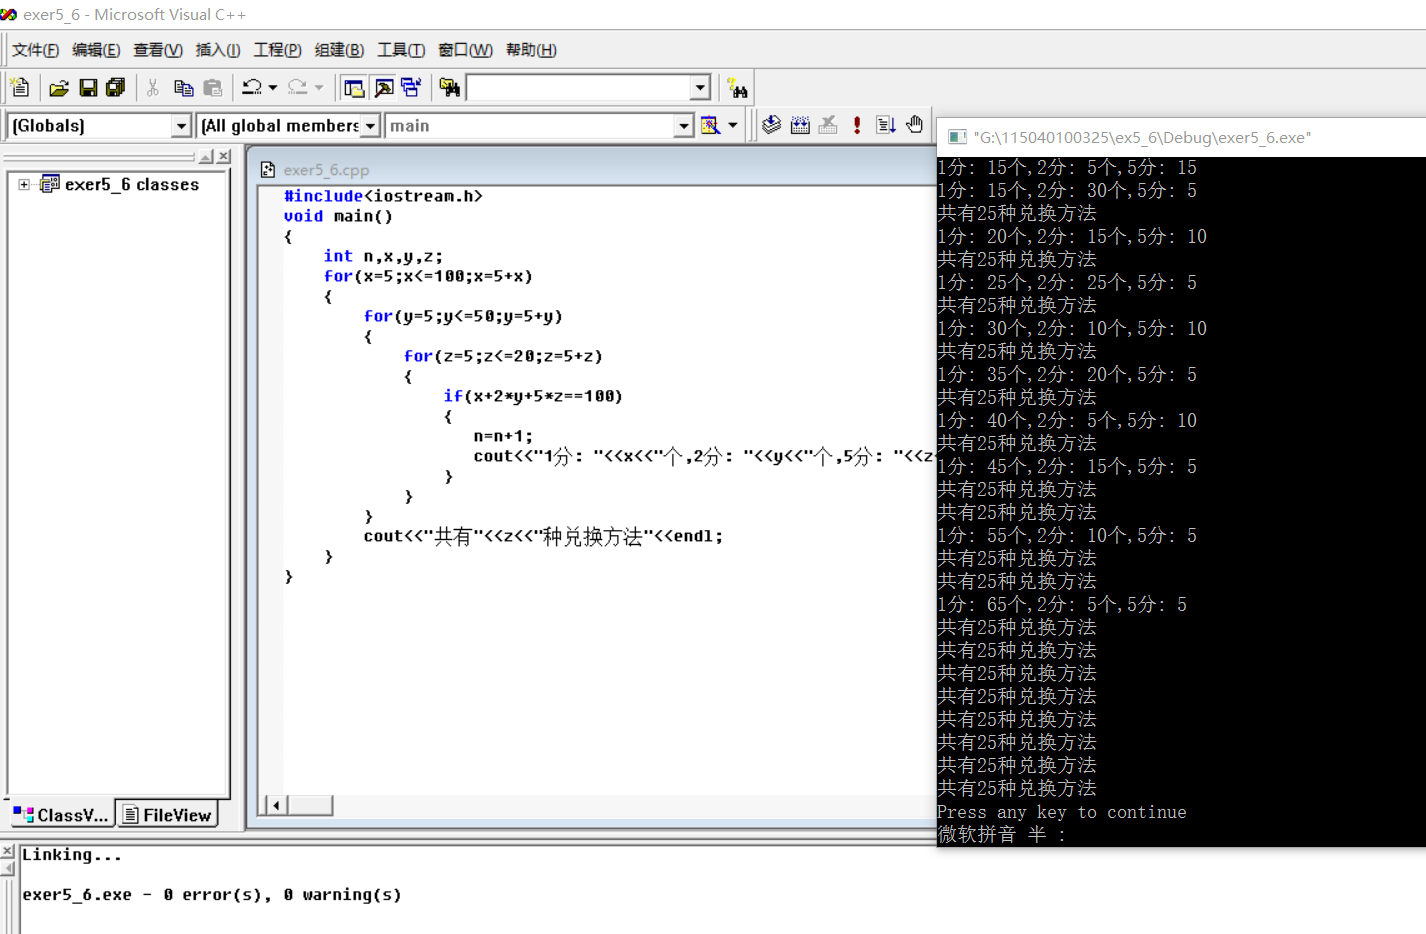 exer5_6 - Microsoft Visual C++
文件(F) 编辑(E) 查看(V) 插入(I) 工程(P) 组建(B) 工具(T) 窗口(W) 帮助(H)
(Globals) (All global members main
exer5_6 classes
ClassV... FileView
exer5_6.cpp
#include<iostream.h>
void main()
{
int n,x,y,z;
for(x=5;x<=100;x=5+x)
{
for(y=5;y<=50;y=5+y)
{
for(z=5;z<=20;z=5+z)
{
if(x+2*y+5*z==100)
{
n=n+1;
cout<<"1分: "<<x<<"个,2分: "<<y<<"个,5分: "<<z<
}
}
}
cout<<"共有"<<z<<"种兑换方法"<<endl;
}
}
"G:\115040100325\ex5_6\Debug\exer5_6.exe"
1分: 15个,2分: 5个,5分: 15
1分: 15个,2分: 30个,5分: 5
共有25种兑换方法
1分: 20个,2分: 15个,5分: 10
共有25种兑换方法
1分: 25个,2分: 25个,5分: 5
共有25种兑换方法
1分: 30个,2分: 10个,5分: 10
共有25种兑换方法
1分: 35个,2分: 20个,5分: 5
共有25种兑换方法
1分: 40个,2分: 5个,5分: 10
共有25种兑换方法
1分: 45个,2分: 15个,5分: 5
共有25种兑换方法
共有25种兑换方法
1分: 55个,2分: 10个,5分: 5
共有25种兑换方法
共有25种兑换方法
1分: 65个,2分: 5个,5分: 5
共有25种兑换方法
共有25种兑换方法
共有25种兑换方法
共有25种兑换方法
共有25种兑换方法
共有25种兑换方法
共有25种兑换方法
共有25种兑换方法
Press any key to continue
微软拼音 半 :
Linking...
exer5_6.exe - 0 error(s), 0 warning(s)